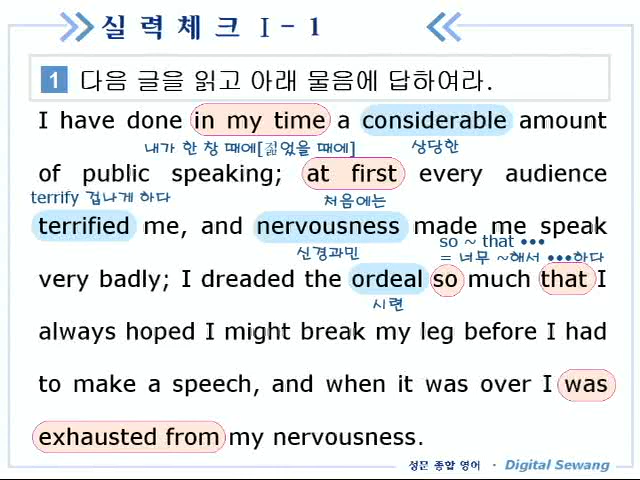 실력체크 I - 1
1 다음 글을 읽고 아래 물음에 답하여라.
I have done in my time a considerable amount
내가 한 창 때에[젊었을 때에] 상당한
of public speaking; at first every audience
terrify 겁나게 하다 처음에는
terrified me, and nervousness made me speak
신경과민 so ~ that •••
= 너무 ~해서 •••하다
very badly; I dreaded the ordeal so much that I
시련
always hoped I might break my leg before I had
to make a speech, and when it was over I was
exhausted from my nervousness.
성문 종합 영어 · Digital Sewang